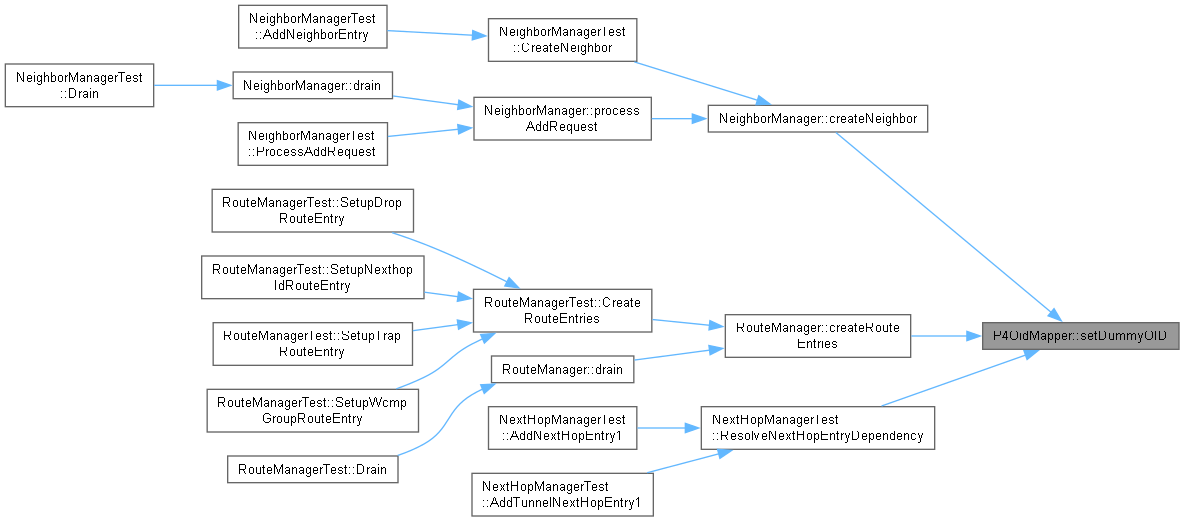 NeighborManagerTest
::AddNeighborEntry
NeighborManagerTest
::CreateNeighbor
NeighborManagerTest
::Drain
NeighborManager::drain
NeighborManager::process
AddRequest
NeighborManager::createNeighbor
NeighborManagerTest
::ProcessAddRequest
RouteManagerTest::SetupDrop
RouteEntry
RouteManagerTest::SetupNexthop
IdRouteEntry
RouteManagerTest::Create
RouteEntries
RouteManagerTest::SetupTrap
RouteEntry
RouteManager::createRoute
Entries
P4OidMapper::setDummyOID
RouteManager::drain
RouteManagerTest::SetupWcmp
GroupRouteEntry
NextHopManagerTest
::AddNextHopEntry1
NextHopManagerTest
::ResolveNextHopEntryDependency
RouteManagerTest::Drain
NextHopManagerTest
::AddTunnelNextHopEntry1